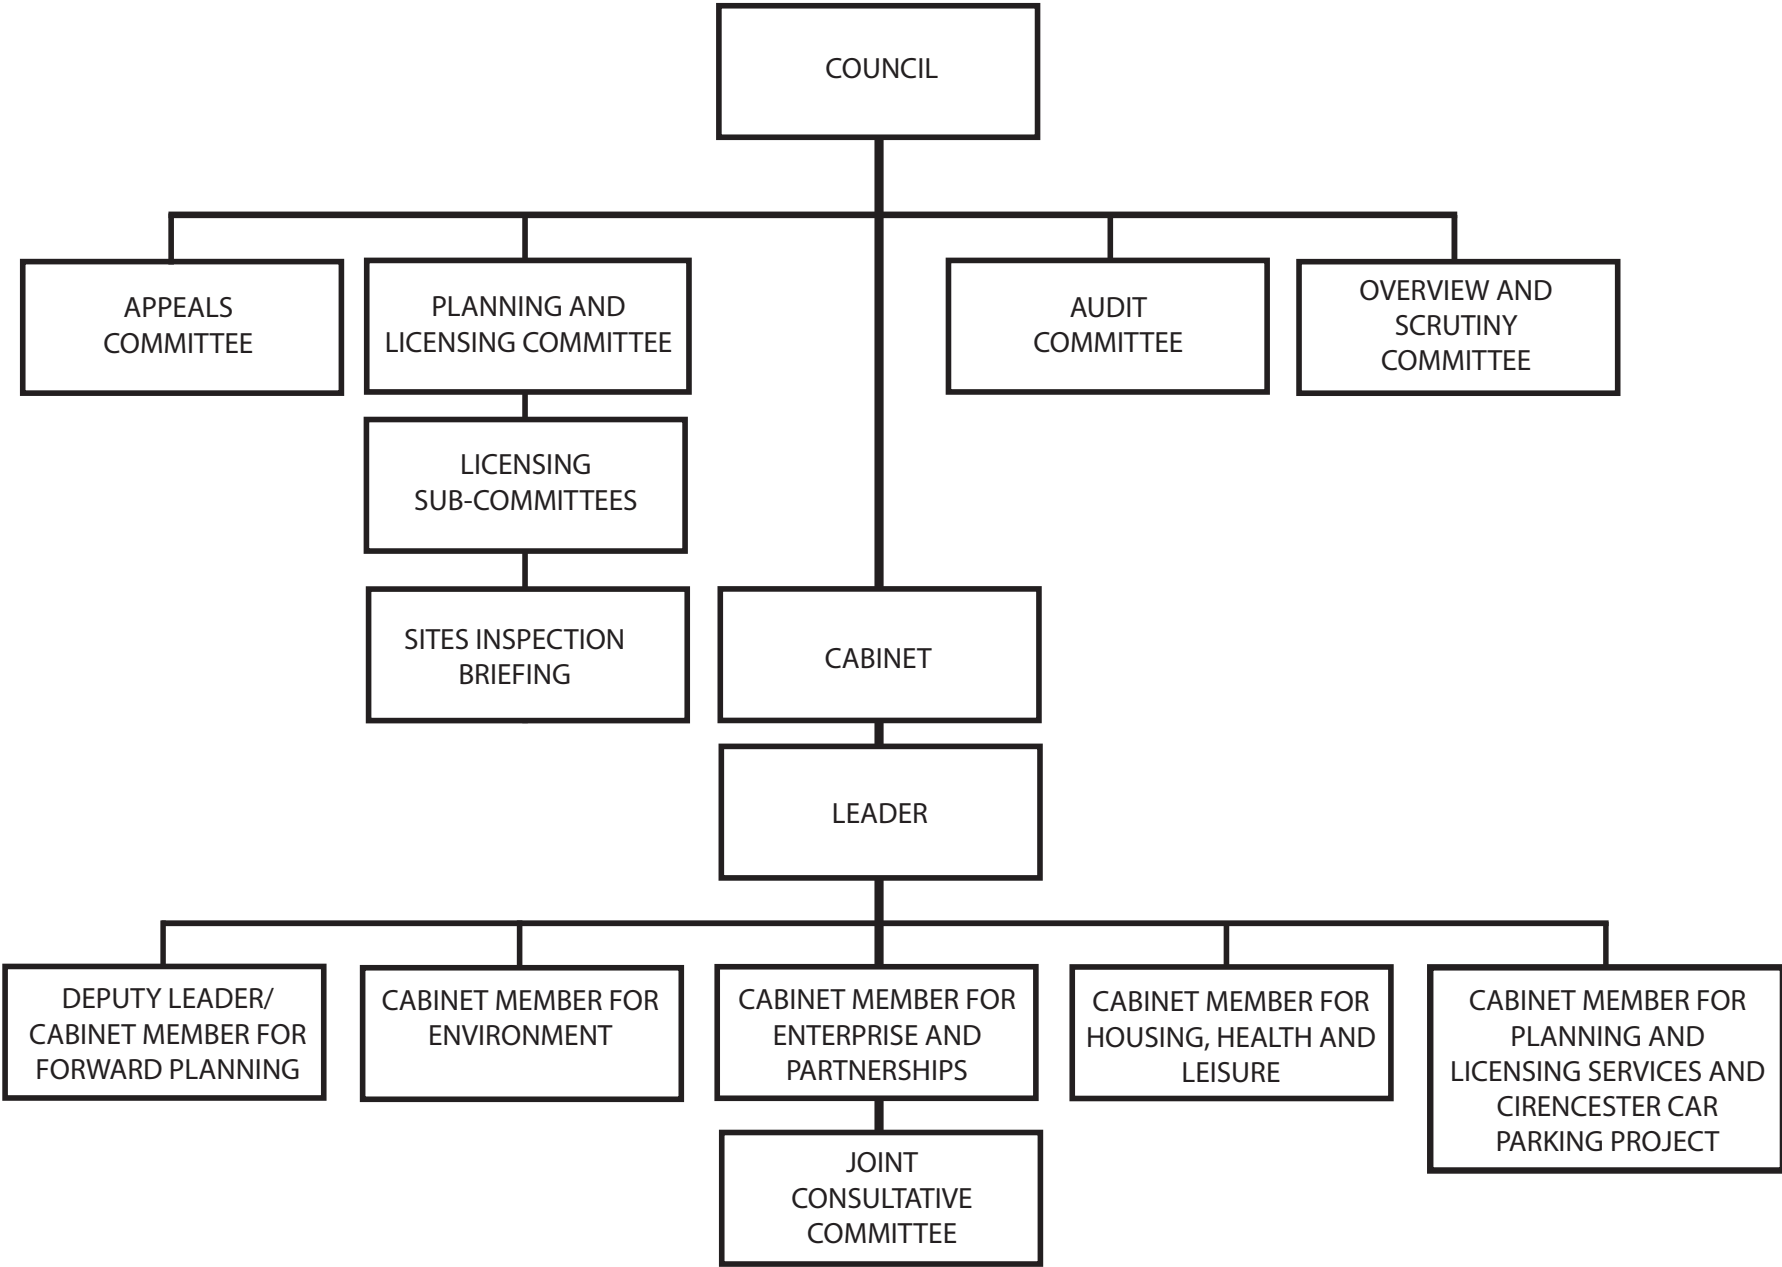 COUNCIL
APPEALS
COMMITTEE
PLANNING AND
LICENSING COMMITTEE
AUDIT
COMMITTEE
OVERVIEW AND
SCRUTINY
COMMITTEE
LICENSING
SUB-COMMITTEES
SITES INSPECTION
BRIEFING
CABINET
LEADER
DEPUTY LEADER/
CABINET MEMBER FOR
FORWARD PLANNING
CABINET MEMBER FOR
ENVIRONMENT
CABINET MEMBER FOR
ENTERPRISE AND
PARTNERSHIPS
CABINET MEMBER FOR
HOUSING, HEALTH AND
LEISURE
CABINET MEMBER FOR
PLANNING AND
LICENSING SERVICES AND
CIRENCESTER CAR
PARKING PROJECT
JOINT
CONSULTATIVE
COMMITTEE